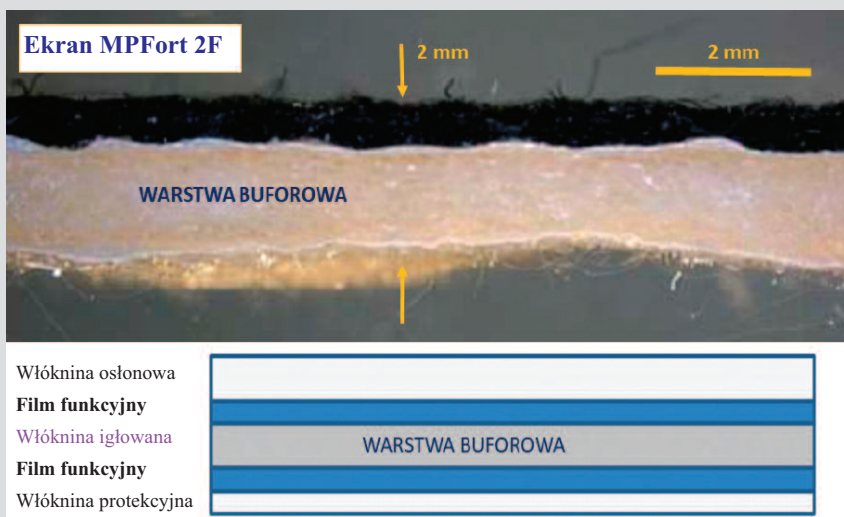 Ekran MPFort 2F
2 mm
2 mm
WARSTWA BUFOROWA
Włóknina osłonowa
Film funkcyjny
Włóknina igłowana
WARSTWA BUFOROWA
Film funkcyjny
Włóknina protekcyjna